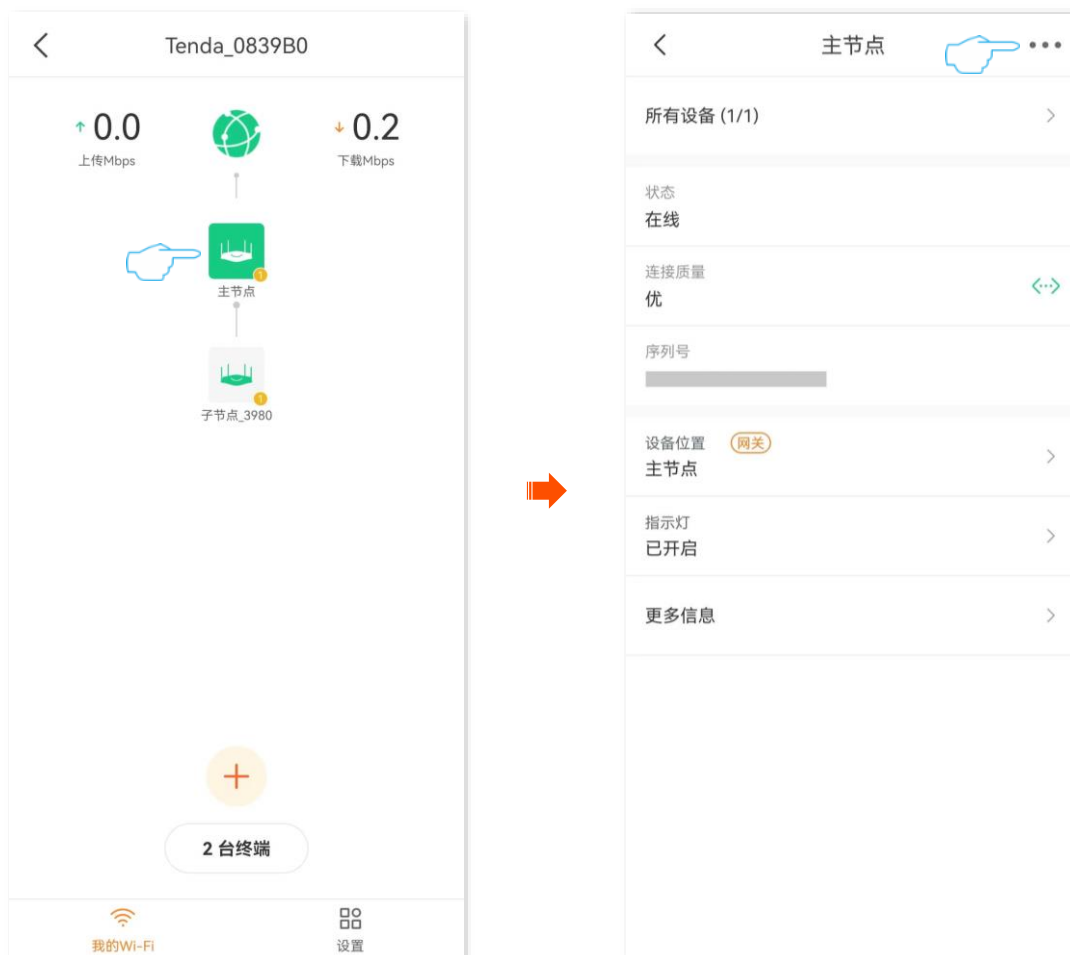 Tenda_0839B0
0.0
上传Mbps
0.2
下载Mbps
1
主节点
1
子节点_3980
2 台终端
我的Wi-Fi
设置
主节点
所有设备 (1/1)
状态
在线
连接质量
优
序列号
设备位置 网关
主节点
指示灯
已开启
更多信息